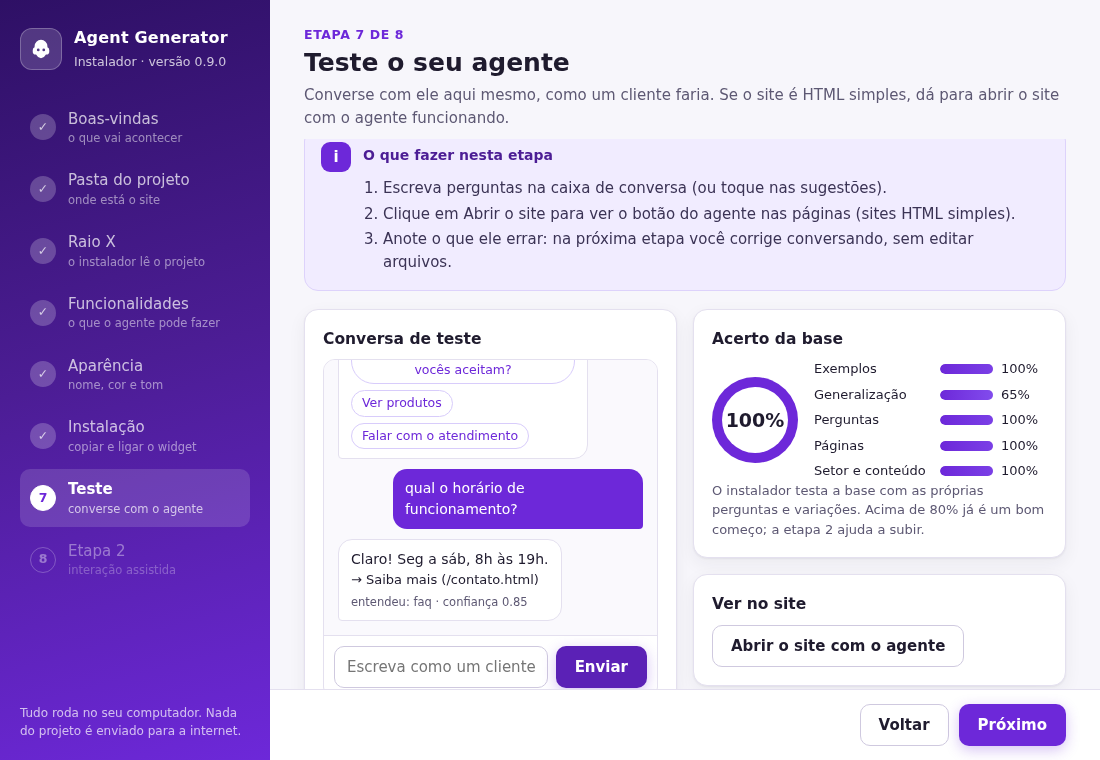 Agent Generator
Instalador · versão 0.9.0
✓
Boas-vindas
o que vai acontecer
✓
Pasta do projeto
onde está o site
✓
Raio X
o instalador lê o projeto
✓
Funcionalidades
o que o agente pode fazer
✓
Aparência
nome, cor e tom
✓
Instalação
copiar e ligar o widget
7
Teste
converse com o agente
8
Etapa 2
interação assistida
Tudo roda no seu computador. Nada
do projeto é enviado para a internet.
ETAPA 7 DE 8
Teste o seu agente
Converse com ele aqui mesmo, como um cliente faria. Se o site é HTML simples, dá para abrir o site
com o agente funcionando.
i
O que fazer nesta etapa
1. Escreva perguntas na caixa de conversa (ou toque nas sugestões).
2. Clique em Abrir o site para ver o botão do agente nas páginas (sites HTML simples).
3. Anote o que ele errar: na próxima etapa você corrige conversando, sem editar
arquivos.
Conversa de teste
vocês aceitam?
Ver produtos
Falar com o atendimento
qual o horário de
funcionamento?
Claro! Seg a sáb, 8h às 19h.
→ Saiba mais (/contato.html)
entendeu: faq · confiança 0.85
Escreva como um cliente
Enviar
Acerto da base
100%
Exemplos 100%
Generalização 65%
Perguntas 100%
Páginas 100%
Setor e conteúdo 100%
O instalador testa a base com as próprias
perguntas e variações. Acima de 80% já é um bom
começo; a etapa 2 ajuda a subir.
Ver no site
Abrir o site com o agente
Voltar
Próximo